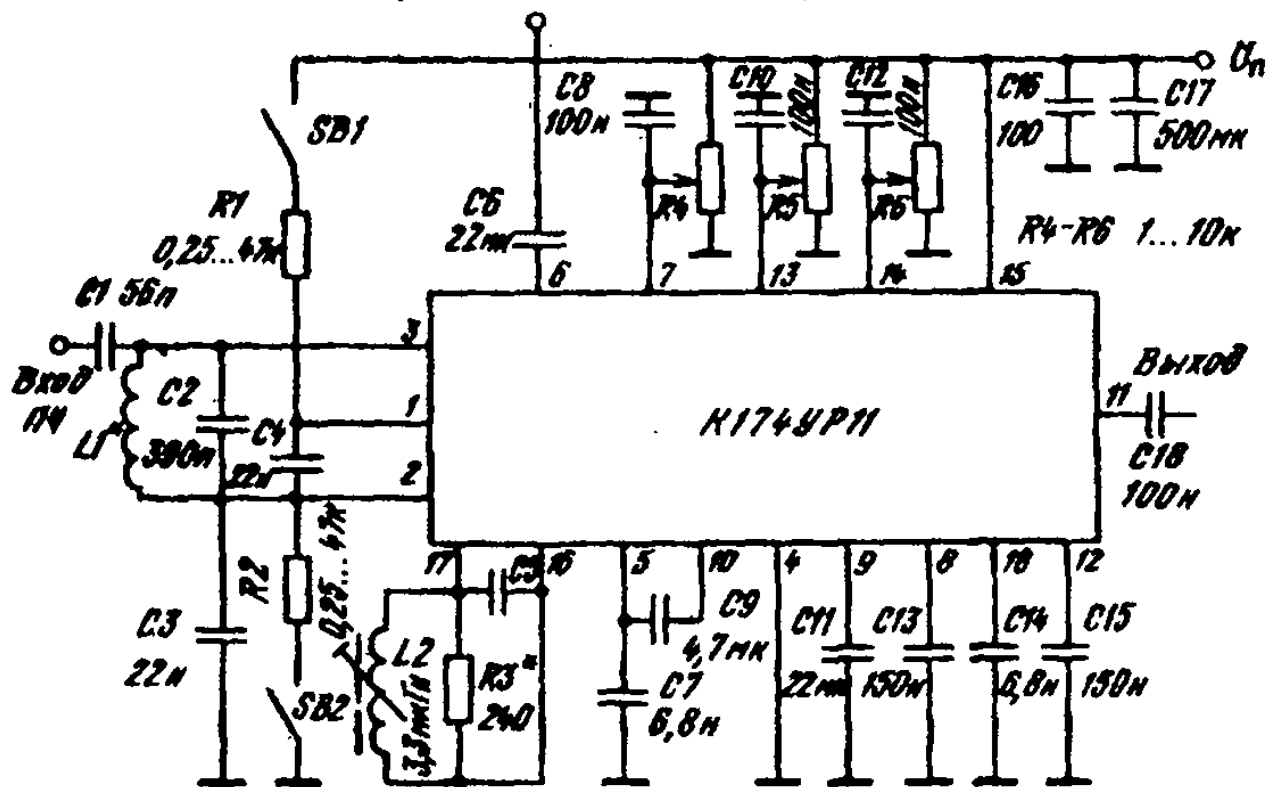 Uп
SB1
R1
0,25...47к
C1 56п
Вход
ПЧ
L1*
C2
390п
C4
22н
C3
22н
R2
0,25...47к
SB2
L2
3,3мкГн
R3*
240
C5
C6
22мк
C8
100н
R4
C10
100н
R5
C12
100н
R6
C16
100
C17
500мк
R4-R6 1...10к
6
7
13
14
15
3
1
2
К174УР11
11
Выход
C18
100н
17
16
5
10
4
9
8
18
12
C9
4,7мк
C7
6,8н
C11
22мк
C13
150н
C14
6,8н
C15
150н